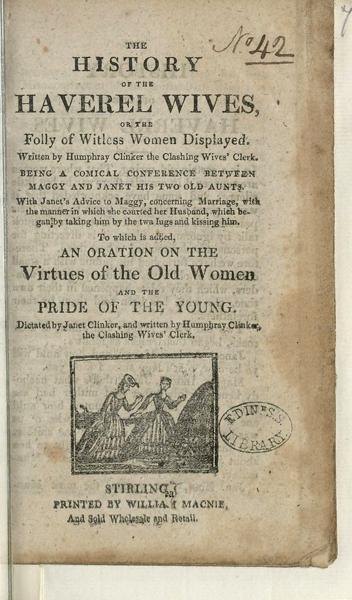 No. 42
THE
HISTORY
OF THE
HAVEREL WIVES,
OR THE
Folly of Witless Women Displayed.
Written by Humphray Clinker the Clashing Wives' Clerk.
BEING A COMICAL CONFERENCE BETWEEN
MAGGY AND JANET HIS TWO OLD AUNTS.
With Janet's Advice to Maggy, concerning Marriage, with
the manner in which she courted her Husband, which be-
gan by taking him by the twa lugs and kissing him.
To which is added,
AN ORATION ON THE
Virtues of the Old Women
AND THE
PRIDE OF THE YOUNG.
Dictated by Janet Clinker, and written by Humphray Clinker,
the Clashing Wives' Clerk.
EDIN. S.S.
LIBRARY.
STIRLING,
PRINTED BY WILLIAM MACNIE,
And Sold Wholesale and Retail.